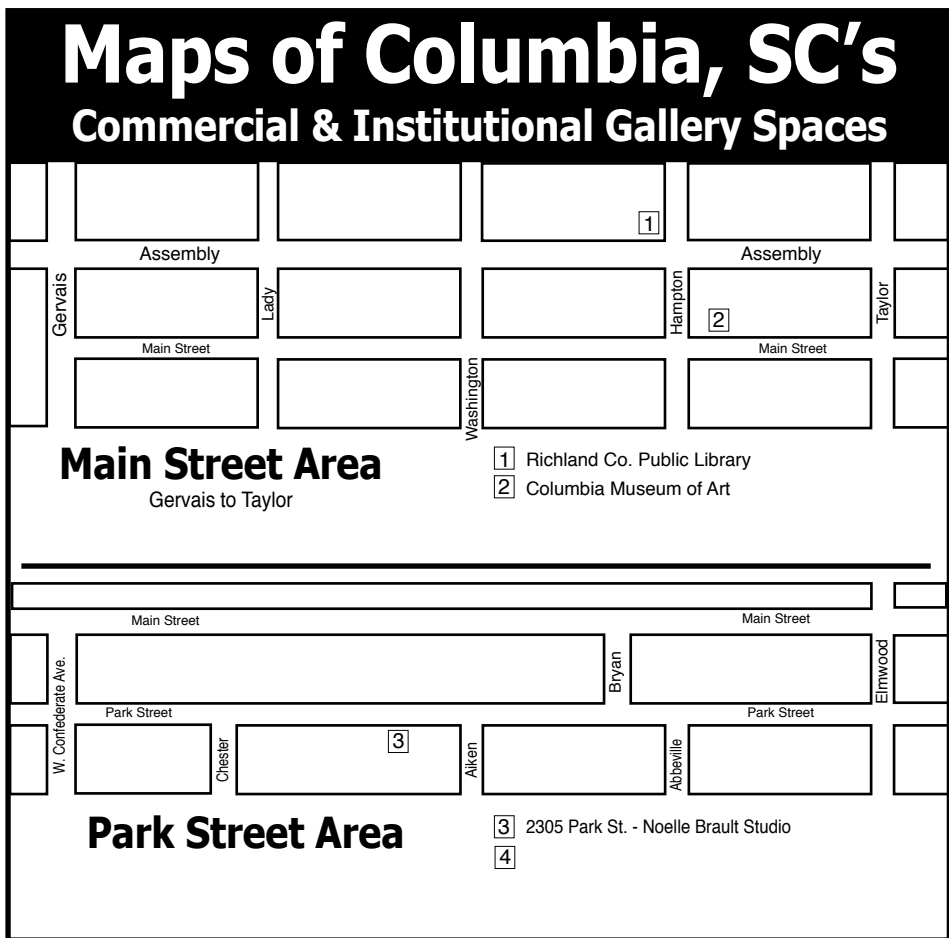 Maps of Columbia, SC's
Commercial & Institutional Gallery Spaces
1
Assembly
Assembly
Gervais
Lady
Hampton
Taylor
2
Main Street
Main Street
Washington
Main Street Area
Gervais to Taylor
1 Richland Co. Public Library
2 Columbia Museum of Art
Main Street
Main Street
W. Confederate Ave.
Bryan
Elmwood
Park Street
Park Street
Chester
3
Aiken
Abbeville
Park Street Area
3 2305 Park St. - Noelle Brault Studio
4